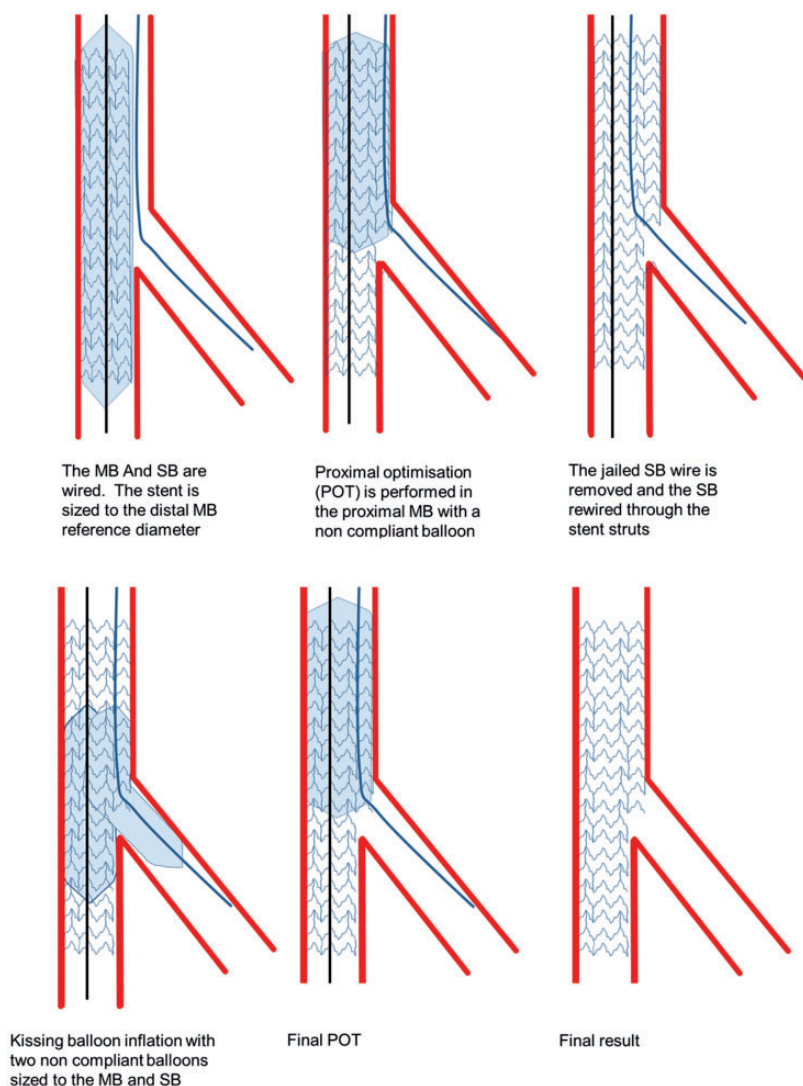 The MB And SB are
wired.  The stent is
sized to the distal MB
reference diameter
Proximal optimisation
(POT) is performed in
the proximal MB with a
non compliant balloon
The jailed SB wire is
removed and the SB
rewired through the
stent struts
Kissing balloon inflation with
two non compliant balloons
sized to the MB and SB
Final POT
Final result